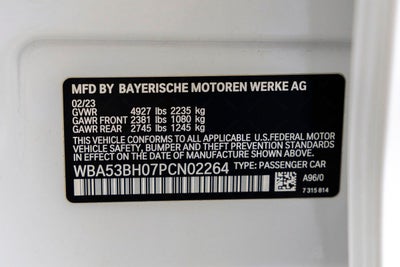 MFD BY BAYERISCHE MOTOREN WERKE AG
02/23
GVWR 4927 lbs 2235 kg
GAWR FRONT 2381 lbs 1080 kg
GAWR REAR 2745 lbs 1245 kg
THIS VEHICLE CONFORMS TO ALL APPLICABLE U.S.FEDERAL MOTOR
VEHICLE SAFETY, BUMPER, AND THEFT PREVENTION STANDARDS
IN EFFECT ON THE DATE OF MANUFACTURE SHOWN ABOVE.
WBA53BH07PCN02264 TYPE: PASSENGER CAR
A96/0
7 315 814